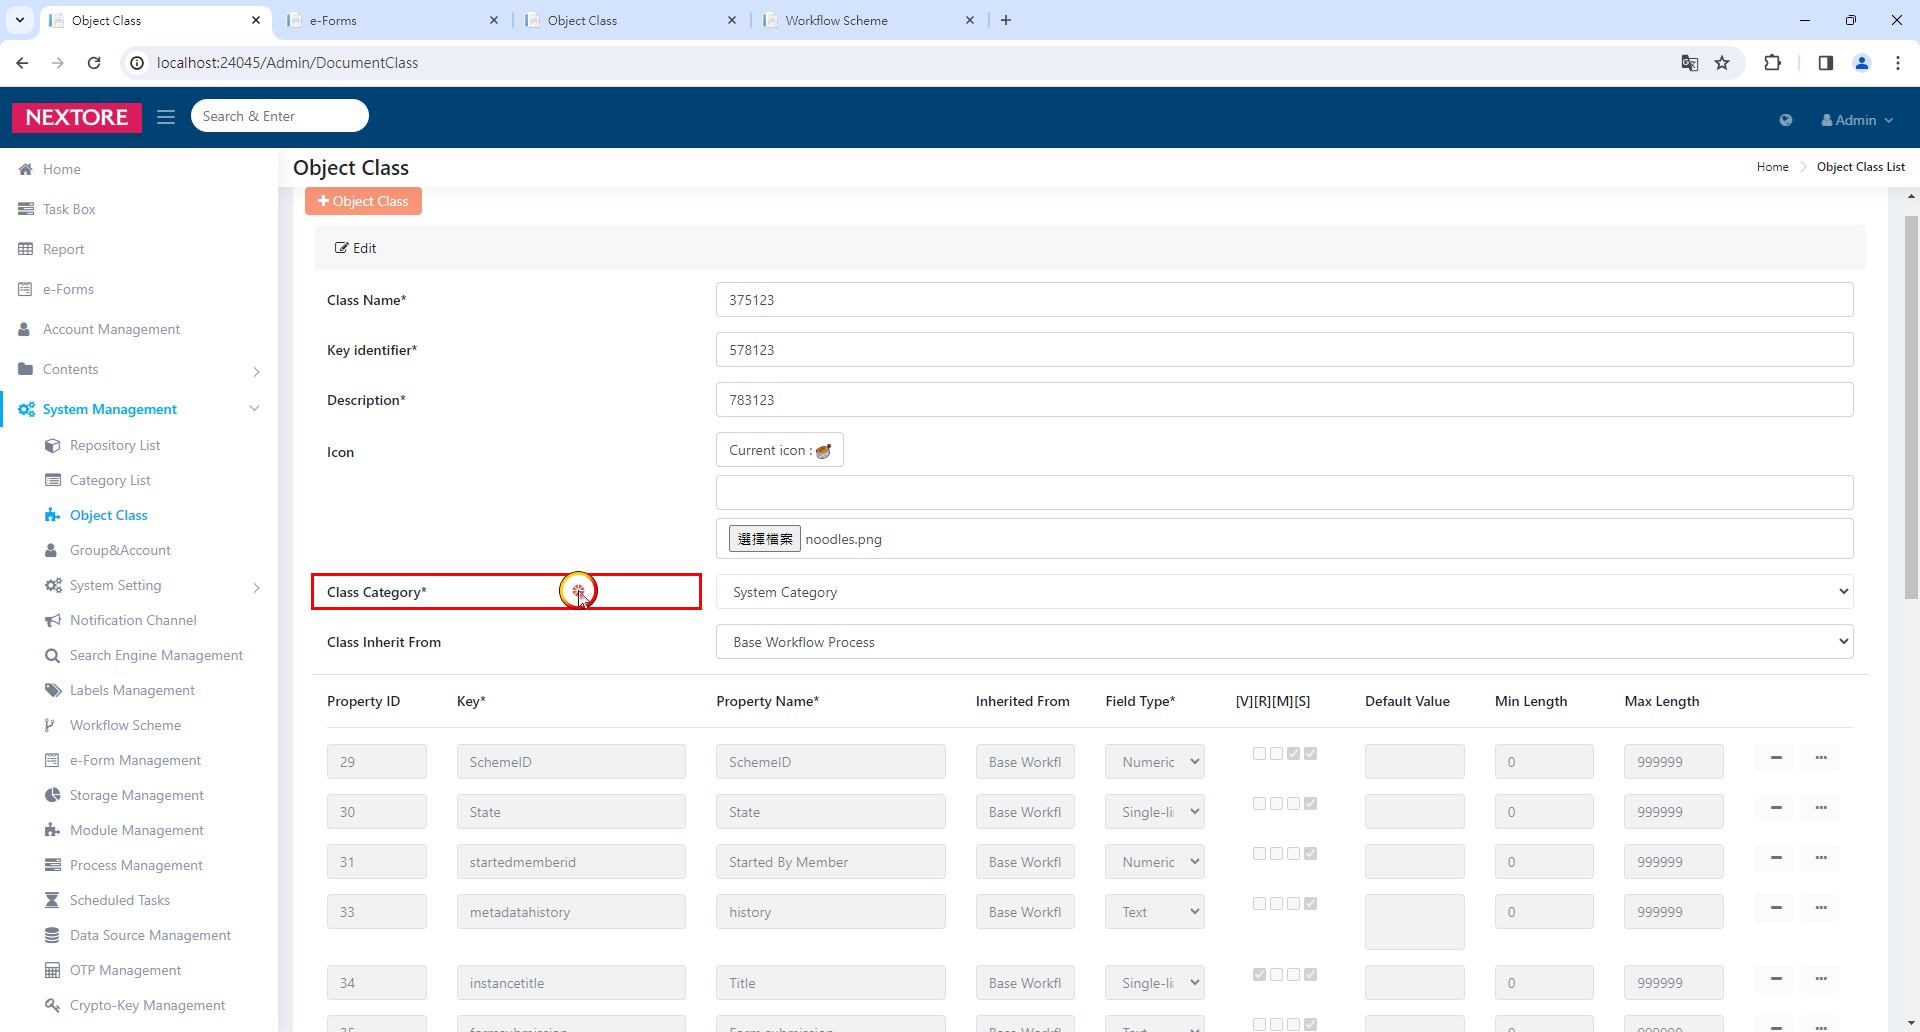 Object Class
e-Forms
Object Class
Workflow Scheme
localhost:24045/Admin/DocumentClass
NEXTORE
Search & Enter
Admin
Home
Task Box
Report
e-Forms
Account Management
Contents
System Management
Repository List
Category List
Object Class
Group&Account
System Setting
Notification Channel
Search Engine Management
Labels Management
Workflow Scheme
e-Form Management
Storage Management
Module Management
Process Management
Scheduled Tasks
Data Source Management
OTP Management
Crypto-Key Management
Object Class
Home
Object Class List
+ Object Class
Edit
Class Name* 375123
Key identifier* 578123
Description* 783123
Icon Current icon :
選擇檔案 noodles.png
Class Category* System Category
Class Inherit From Base Workflow Process
Property ID Key* Property Name* Inherited From Field Type* [V][R][M][S] Default Value Min Length Max Length
29 SchemeID SchemeID Base Workfl Numeric 0 999999
30 State State Base Workfl Single-li 0 999999
31 startedmemberid Started By Member Base Workfl Numeric 0 999999
33 metadatahistory history Base Workfl Text 0 999999
34 instancetitle Title Base Workfl Single-li 0 999999